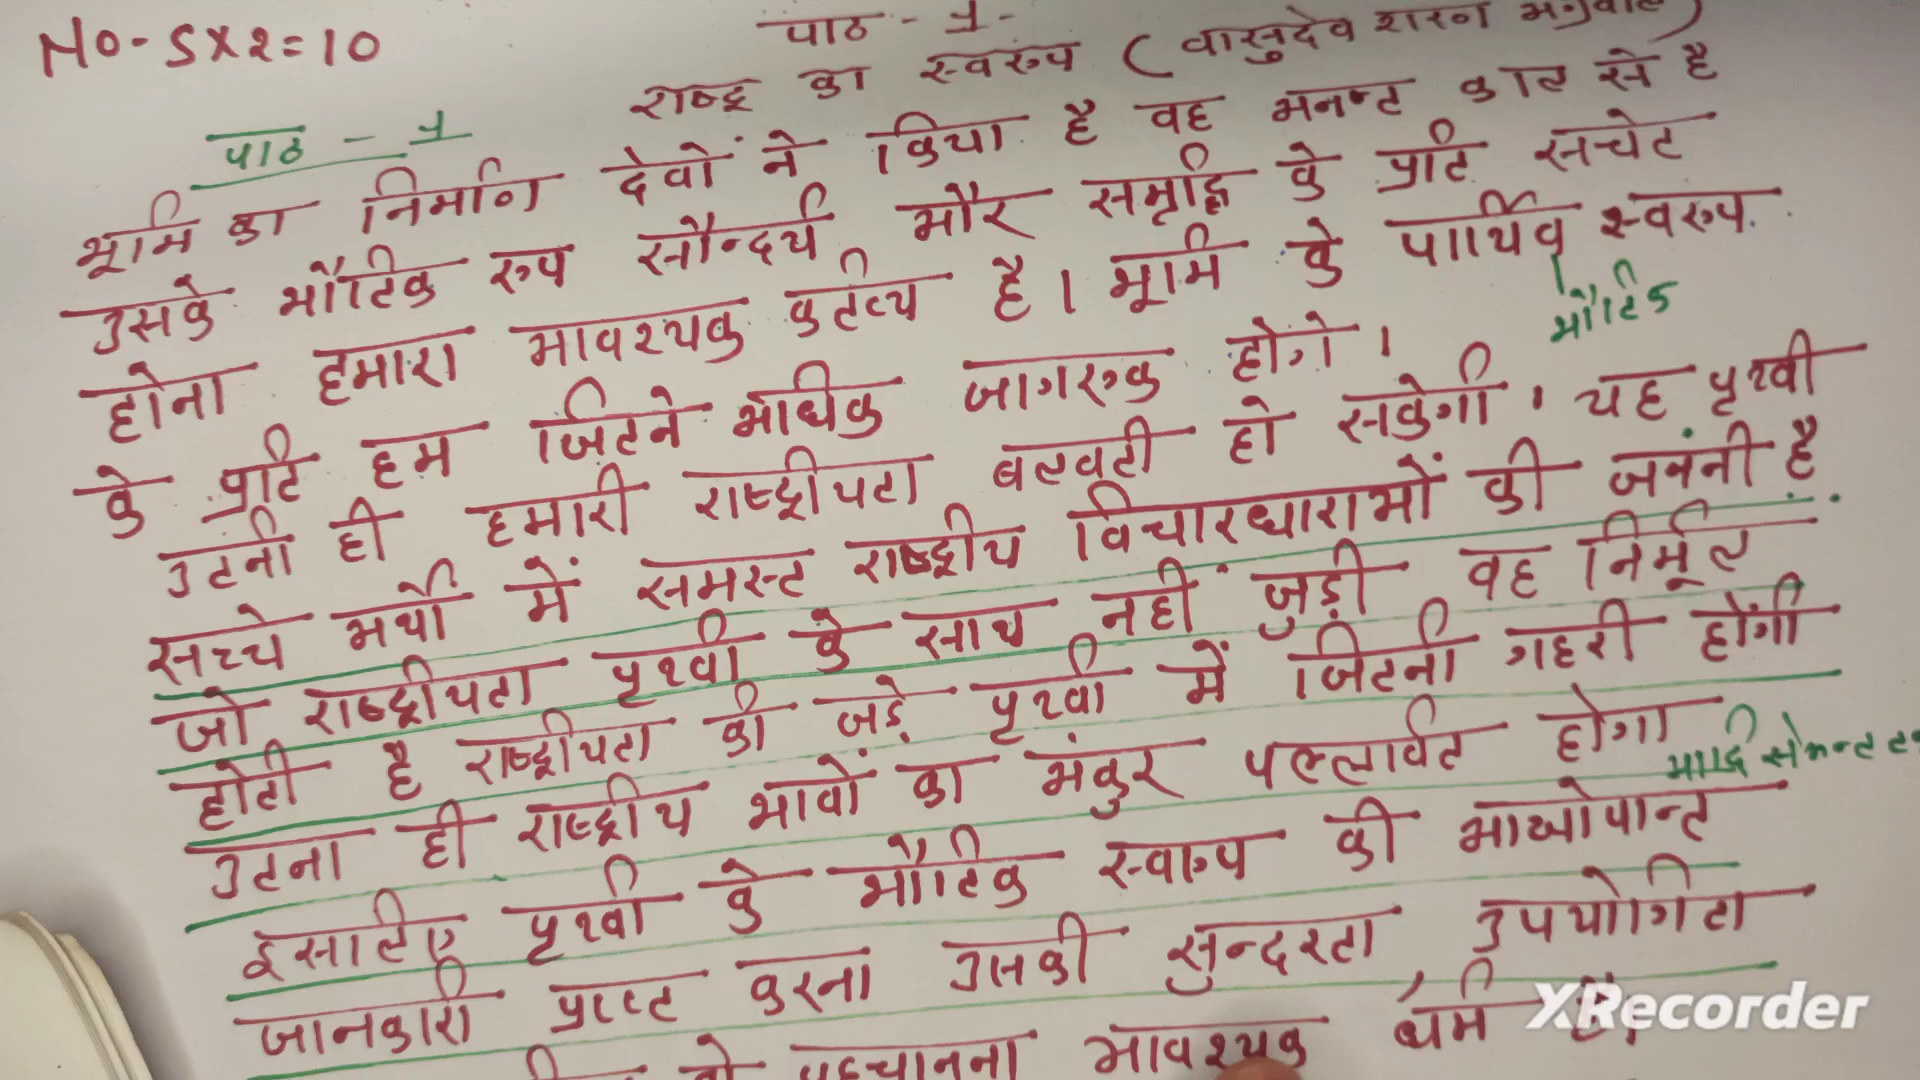 No - 5x2=10
पाठ - 1 -
राष्ट्र का स्वरुप ( वासुदेव शरण अग्रवाल )
पाठ - 1
भूमि का निर्माण देवों ने किया है वह अनन्त काल से है
उसके भौतिक रुप सौन्दर्य और समृद्धि के प्रति सचेत
होना हमारा आवश्यक कर्तव्य है । भूमि के पार्थिव स्वरुप
भौतिक
के प्रति हम जितने अधिक जागरुक होगे ।
उतनी ही हमारी राष्ट्रीयता बलवती हो सकेगी । यह पृथ्वी
सच्चे अर्थो में समस्त राष्ट्रीय विचारधाराओं की जननी है
जो राष्ट्रीयता पृथ्वी के साथ नहीं जुड़ी वह निर्मूल
होती है राष्ट्रीयता की जड़े पृथ्वी में जितनी गहरी होंगी
उतना ही राष्ट्रीय भावों का अंकुर पल्लवित होगा
आदि से अन्त तक
इसलिए पृथ्वी के भौतिक स्वरुप की आद्योपान्त
जानकारी प्राप्त करना उसकी सुन्दरता उपयोगिता
को पहचानना आवश्यक धर्म है।
XRecorder